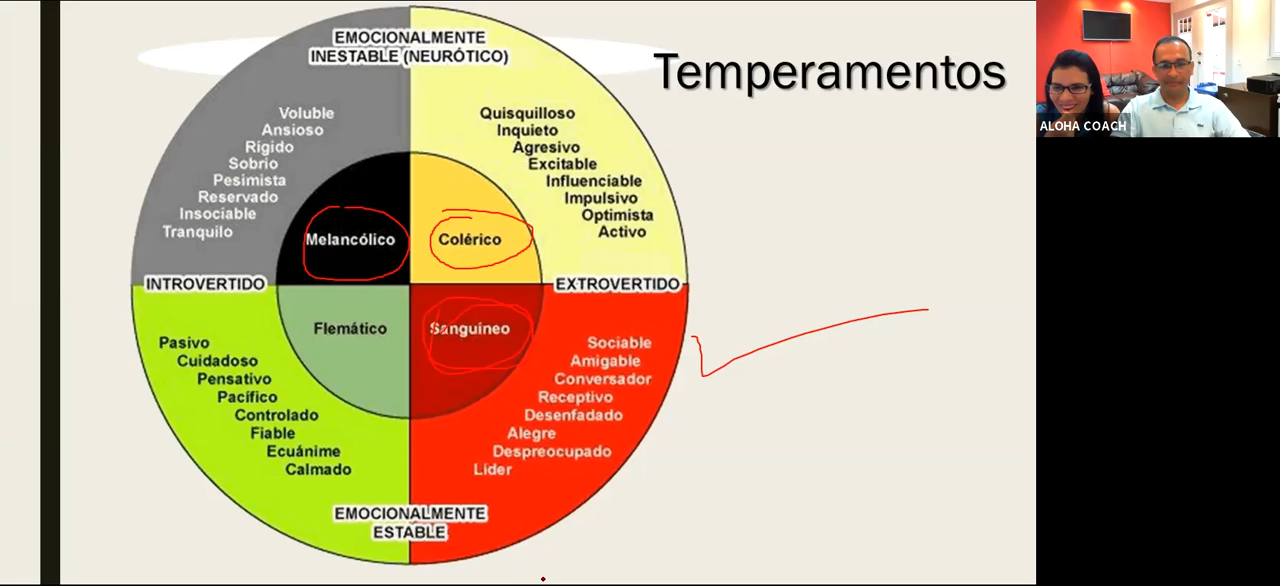 Temperamentos
EMOCIONALMENTE
INESTABLE (NEURÓTICO)
Voluble
Ansioso
Rígido
Sobrio
Pesimista
Reservado
Insociable
Tranquilo
Quisquilloso
Inquieto
Agresivo
Excitable
Influenciable
Impulsivo
Optimista
Activo
Melancólico
Colérico
INTROVERTIDO
EXTROVERTIDO
Flemático
Sanguíneo
Pasivo
Cuidadoso
Pensativo
Pacífico
Controlado
Fiable
Ecuánime
Calmado
Sociable
Amigable
Conversador
Receptivo
Desenfadado
Alegre
Despreocupado
Líder
EMOCIONALMENTE
ESTABLE
ALOHA COACH